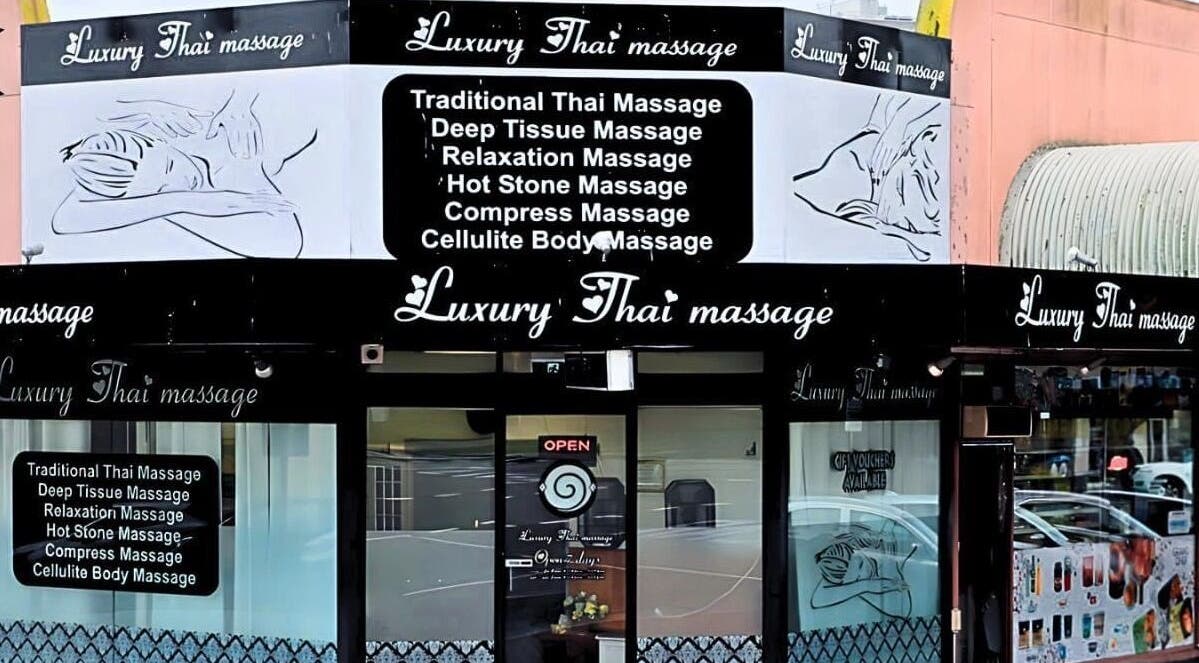 Luxury Thai massage
Luxury Thai massage
Luxury Thai massage
Traditional Thai Massage
Deep Tissue Massage
Relaxation Massage
Hot Stone Massage
Compress Massage
Cellulite Body Massage
massage
Luxury Thai massage
Luxury Thai massage
Luxury Thai massage
Luxury Thai massage
Traditional Thai Massage
Deep Tissue Massage
Relaxation Massage
Hot Stone Massage
Compress Massage
Cellulite Body Massage
OPEN
Luxury Thai massage
Open 7 days
GIFT VOUCHERS
AVAILABLE